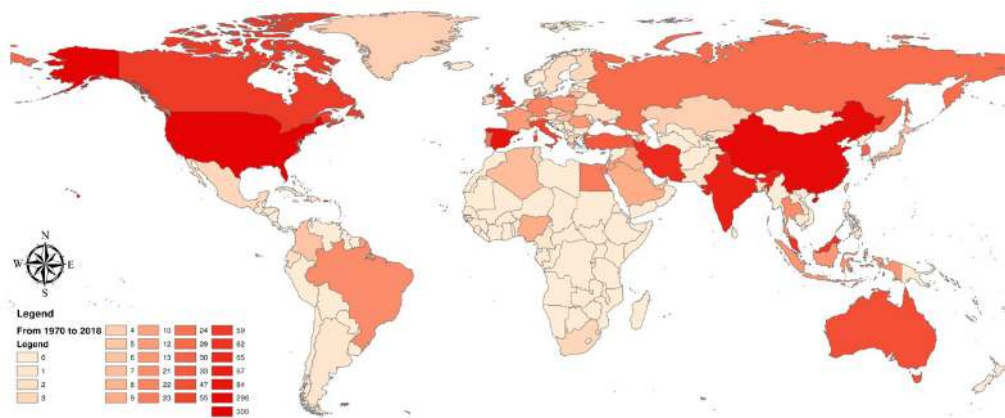 N
W E
S
Legend
From 1970 to 2018 4 10 24 59
Legend 5 12 62
0 6 13 30 65
1 7 21 33 67
2 8 22 47 84
3 9 23 55 296